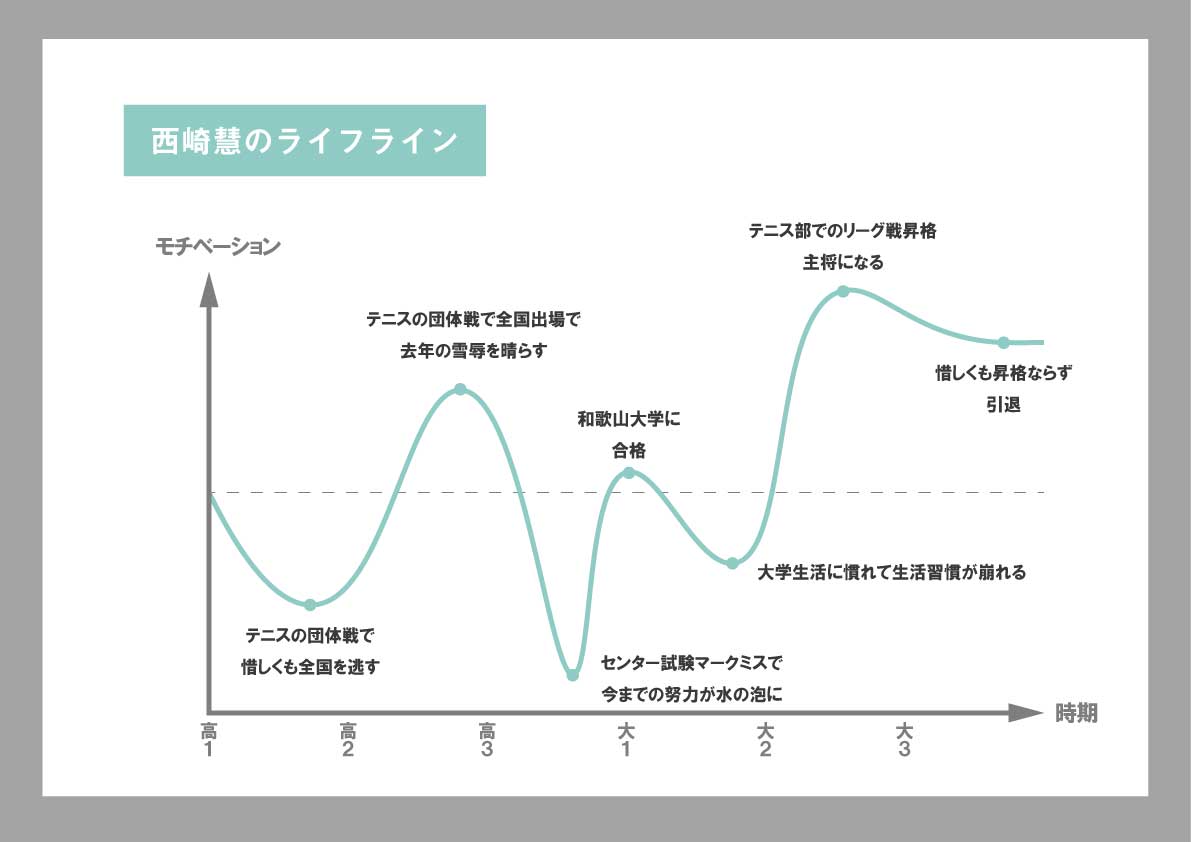 西崎慧のライフライン
モチベーション
テニス部でのリーグ戦昇格
主将になる
テニスの団体戦で全国出場で
去年の雪辱を晴らす
惜しくも昇格ならず
引退
和歌山大学に
合格
大学生活に慣れて生活習慣が崩れる
テニスの団体戦で
惜しくも全国を逃す
センター試験マークミスで
今までの努力が水の泡に
時期
高1
高2
高3
大1
大2
大3